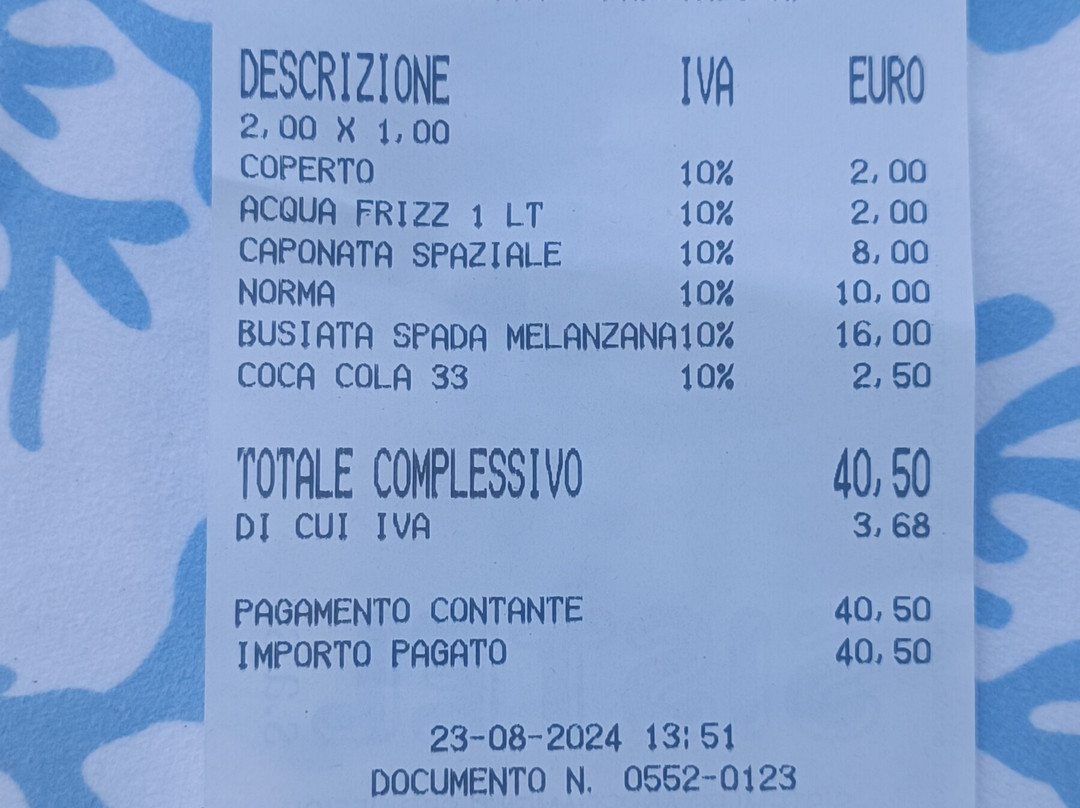 DESCRIZIONE IVA EURO
2,00 X 1,00
COPERTO 10% 2,00
ACQUA FRIZZ 1 LT 10% 2,00
CAPONATA SPAZIALE 10% 8,00
NORMA 10% 10,00
BUSIATA SPADA MELANZANA10% 16,00
COCA COLA 33 10% 2,50
TOTALE COMPLESSIVO 40,50
DI CUI IVA 3,68
PAGAMENTO CONTANTE 40,50
IMPORTO PAGATO 40,50
23-08-2024 13:51
DOCUMENTO N. 0552-0123